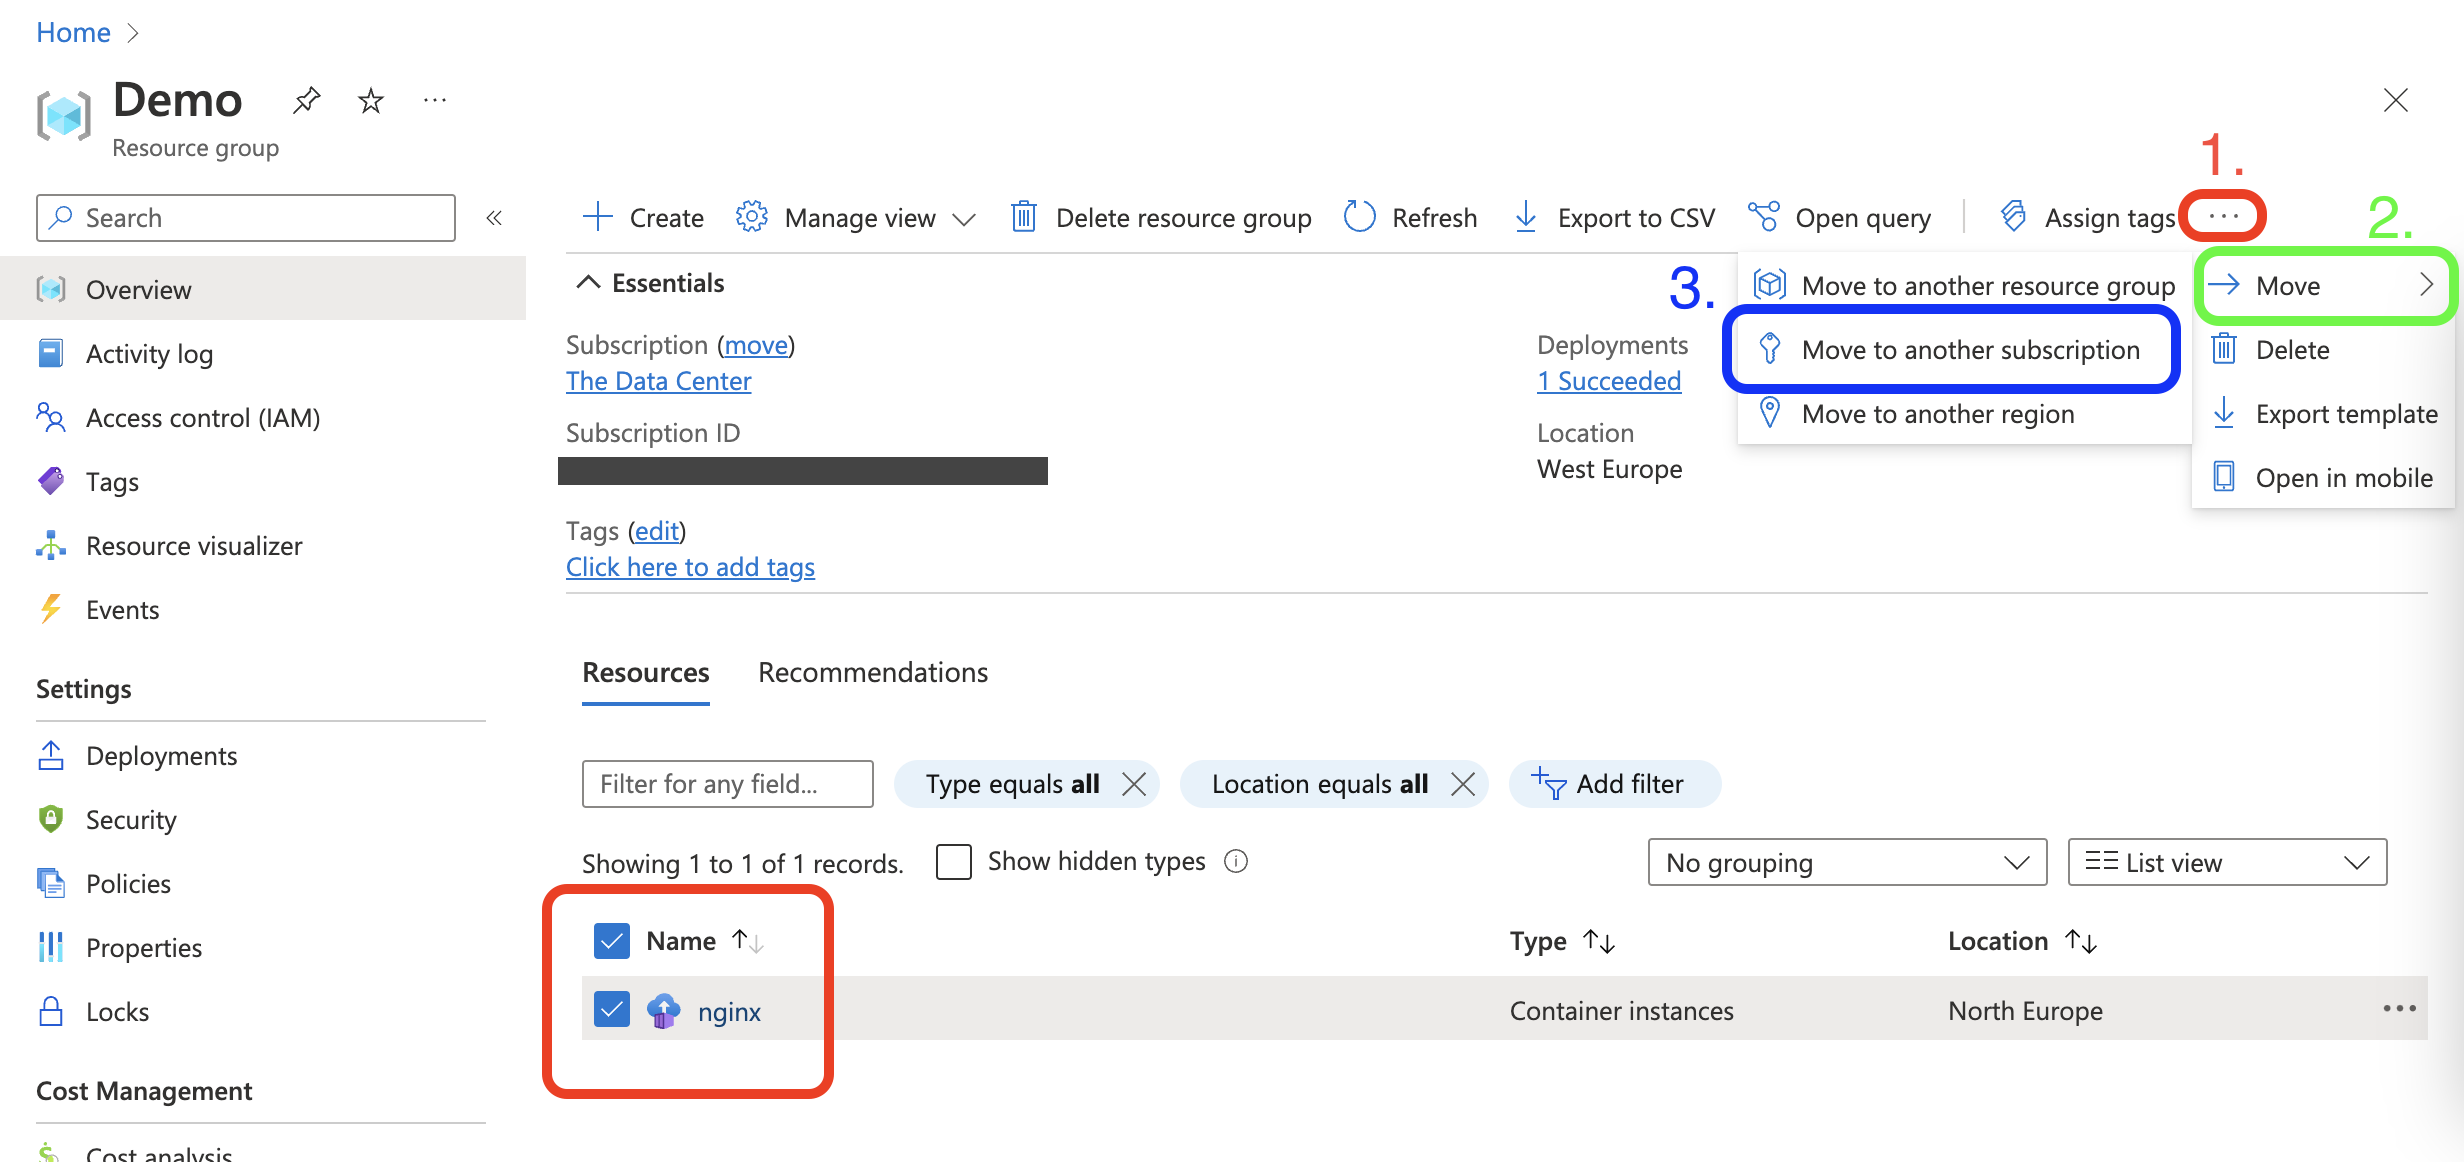 Home
Demo
Resource group
1.
Search
Create
Manage view
Delete resource group
Refresh
Export to CSV
Open query
Assign tags
2.
Overview
Activity log
Access control (IAM)
Tags
Resource visualizer
Events
Settings
Deployments
Security
Policies
Properties
Locks
Cost Management
Cost analysis
Essentials
Subscription (move)
The Data Center
Subscription ID
Tags (edit)
Click here to add tags
Deployments
1 Succeeded
Location
West Europe
3.
Move to another resource group
Move to another subscription
Move to another region
Move
Delete
Export template
Open in mobile
Resources
Recommendations
Filter for any field...
Type equals all
Location equals all
Add filter
Showing 1 to 1 of 1 records.
Show hidden types
No grouping
List view
Name
Type
Location
nginx
Container instances
North Europe